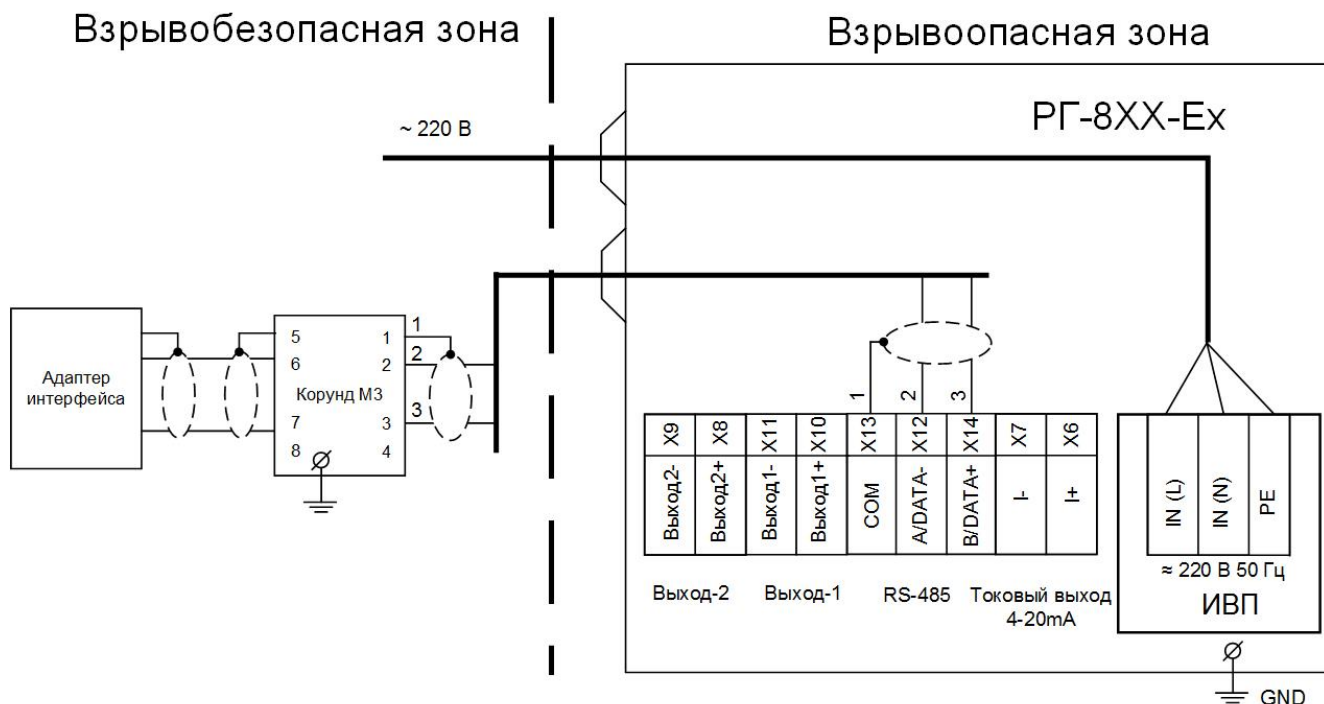 Взрывобезопасная зона
Взрывоопасная зона
РГ-8ХХ-Ех
~ 220 В
Адаптер
интерфейса
5
6
7
8
Корунд М3
1
2
3
4
1
2
3
1
2
3
X9
X8
X11
X10
X13
X12
X14
X7
X6
Выход2-
Выход2+
Выход1-
Выход1+
COM
A/DATA-
B/DATA+
I-
I+
Выход-2
Выход-1
RS-485
Токовый выход
4-20mA
IN (L)
IN (N)
PE
≈ 220 В 50 Гц
ИВП
GND